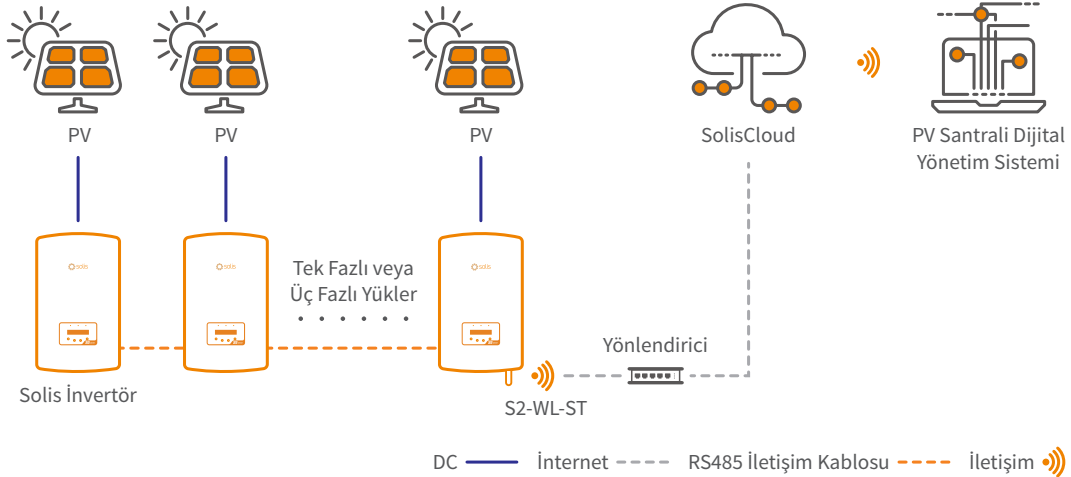 PV
PV
PV
SolisCloud
PV Santrali Dijital
Yönetim Sistemi
solis
solis
solis
Tek Fazlı veya
Üç Fazlı Yükler
Yönlendirici
Solis İnvertör
S2-WL-ST
DC
İnternet
RS485 İletişim Kablosu
İletişim